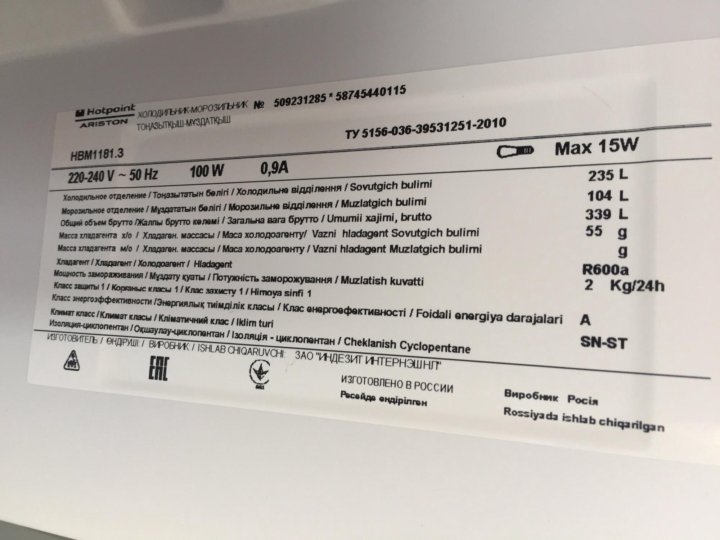 Hotpoint
ARISTON
ХОЛОДИЛЬНИК-МОРОЗИЛЬНИК № 509231285 * 58745440115
ТОҢАЗЫТҚЫШ-МҰЗДАТҚЫШ
ТУ 5156-036-39531251-2010
HBM1181.3
220-240 V ~ 50 Hz 100 W 0,9A Max 15W
Холодильное отделение / Тоңазытатын бөлігі / Холодильне відділення / Sovutgich bulimi 235 L
Морозильное отделение / Мұздататын бөлігі / Морозильне відділення / Muzlatgich bulimi 104 L
Общий объем брутто / Жалпы брутто көлемі / Загальна вага брутто / Umumii xajimi, brutto 339 L
Масса хладагента х/о / Хладаген. массасы / Маса холодоагенту/ Vazni hladagent Sovutgich bulimi 55 g
Масса хладагента м/о / Хладаген. массасы / Маса холодоагенту / Vazni hladagent Muzlatgich bulimi g
Хладагент / Хладагент / Холодоагент / Hladagent R600a
Мощность замораживания / Мұздату қуаты / Потужність заморожування / Muzlatish kuvatti 2 Kg/24h
Класс защиты 1 / Корғаныс класы 1 / Клас захисту 1 / Himoya sinfi 1
Класс энергоэффективности / Энергиялық тиімділік класы / Клас енергоефективності / Foidali energiya darajalari A
Климат класс / Климат класы / Кліматичний клас / Iklim turi SN-ST
Изоляция-циклопентан / Оқшаулау-циклопентан / Ізоляція - циклопентан / Cheklanish Cyclopentane
ИЗГОТОВИТЕЛЬ / ӨНДІРУШІ / ВИРОБНИК / ISHLAB CHIQARUVCHI: ЗАО "ИНДЕЗИТ ИНТЕРНЭШНЛ"
EAC
ИЗГОТОВЛЕНО В РОССИИ
Ресейде өндірілген
Виробник Росія
Rossiyada ishlab chiqarilgan